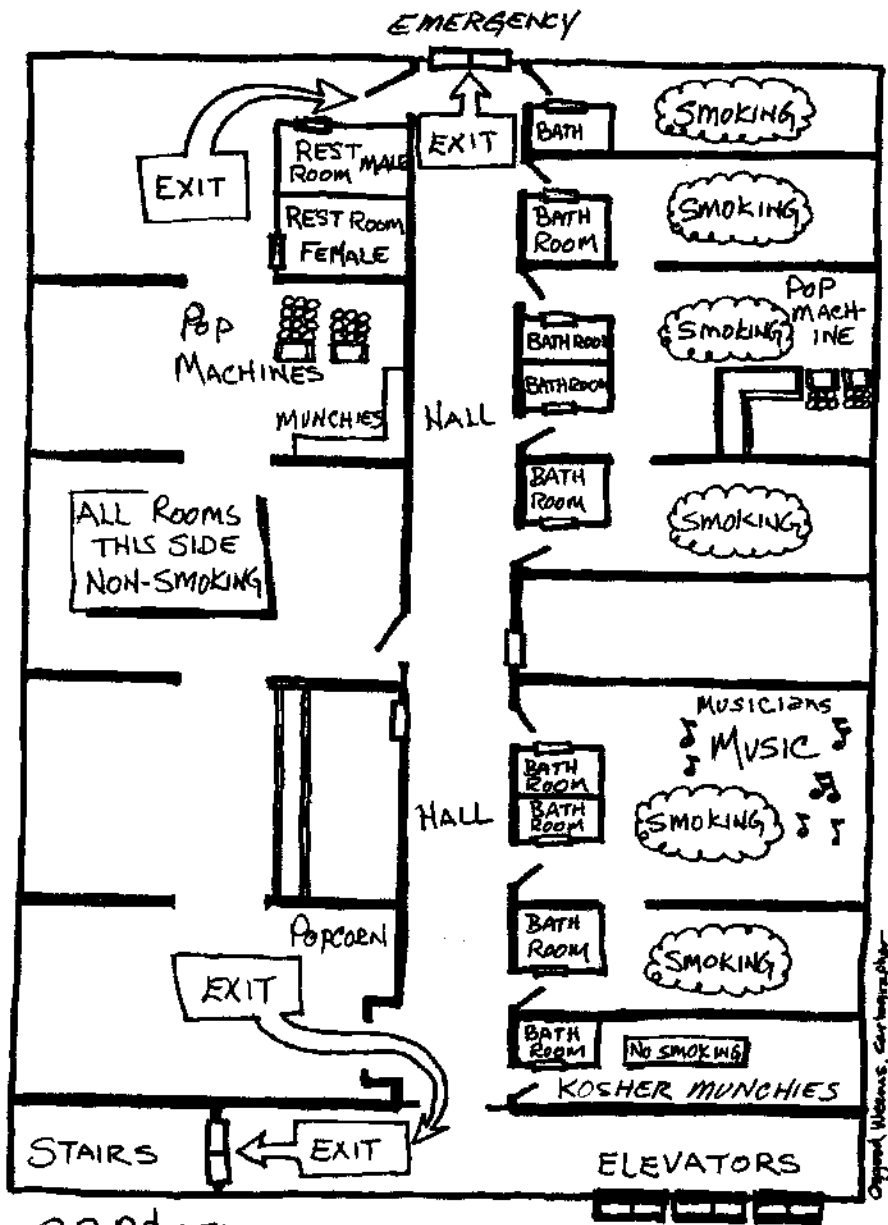 EMERGENCY
EXIT
REST
ROOM MALE
REST ROOM
FEMALE
EXIT
BATH
SMOKING
BATH
ROOM
SMOKING
POP
MACHINES
MUNCHIES
HALL
BATHROOM
BATHROOM
SMOKING
POP
MACH-
INE
ALL ROOMS
THIS SIDE
NON-SMOKING
BATH
ROOM
SMOKING
HALL
BATH
ROOM
BATH
ROOM
MUSICIANS
MUSIC
SMOKING
POPCORN
EXIT
BATH
ROOM
SMOKING
BATH
ROOM
NO SMOKING
KOSHER MUNCHIES
STAIRS
EXIT
ELEVATORS